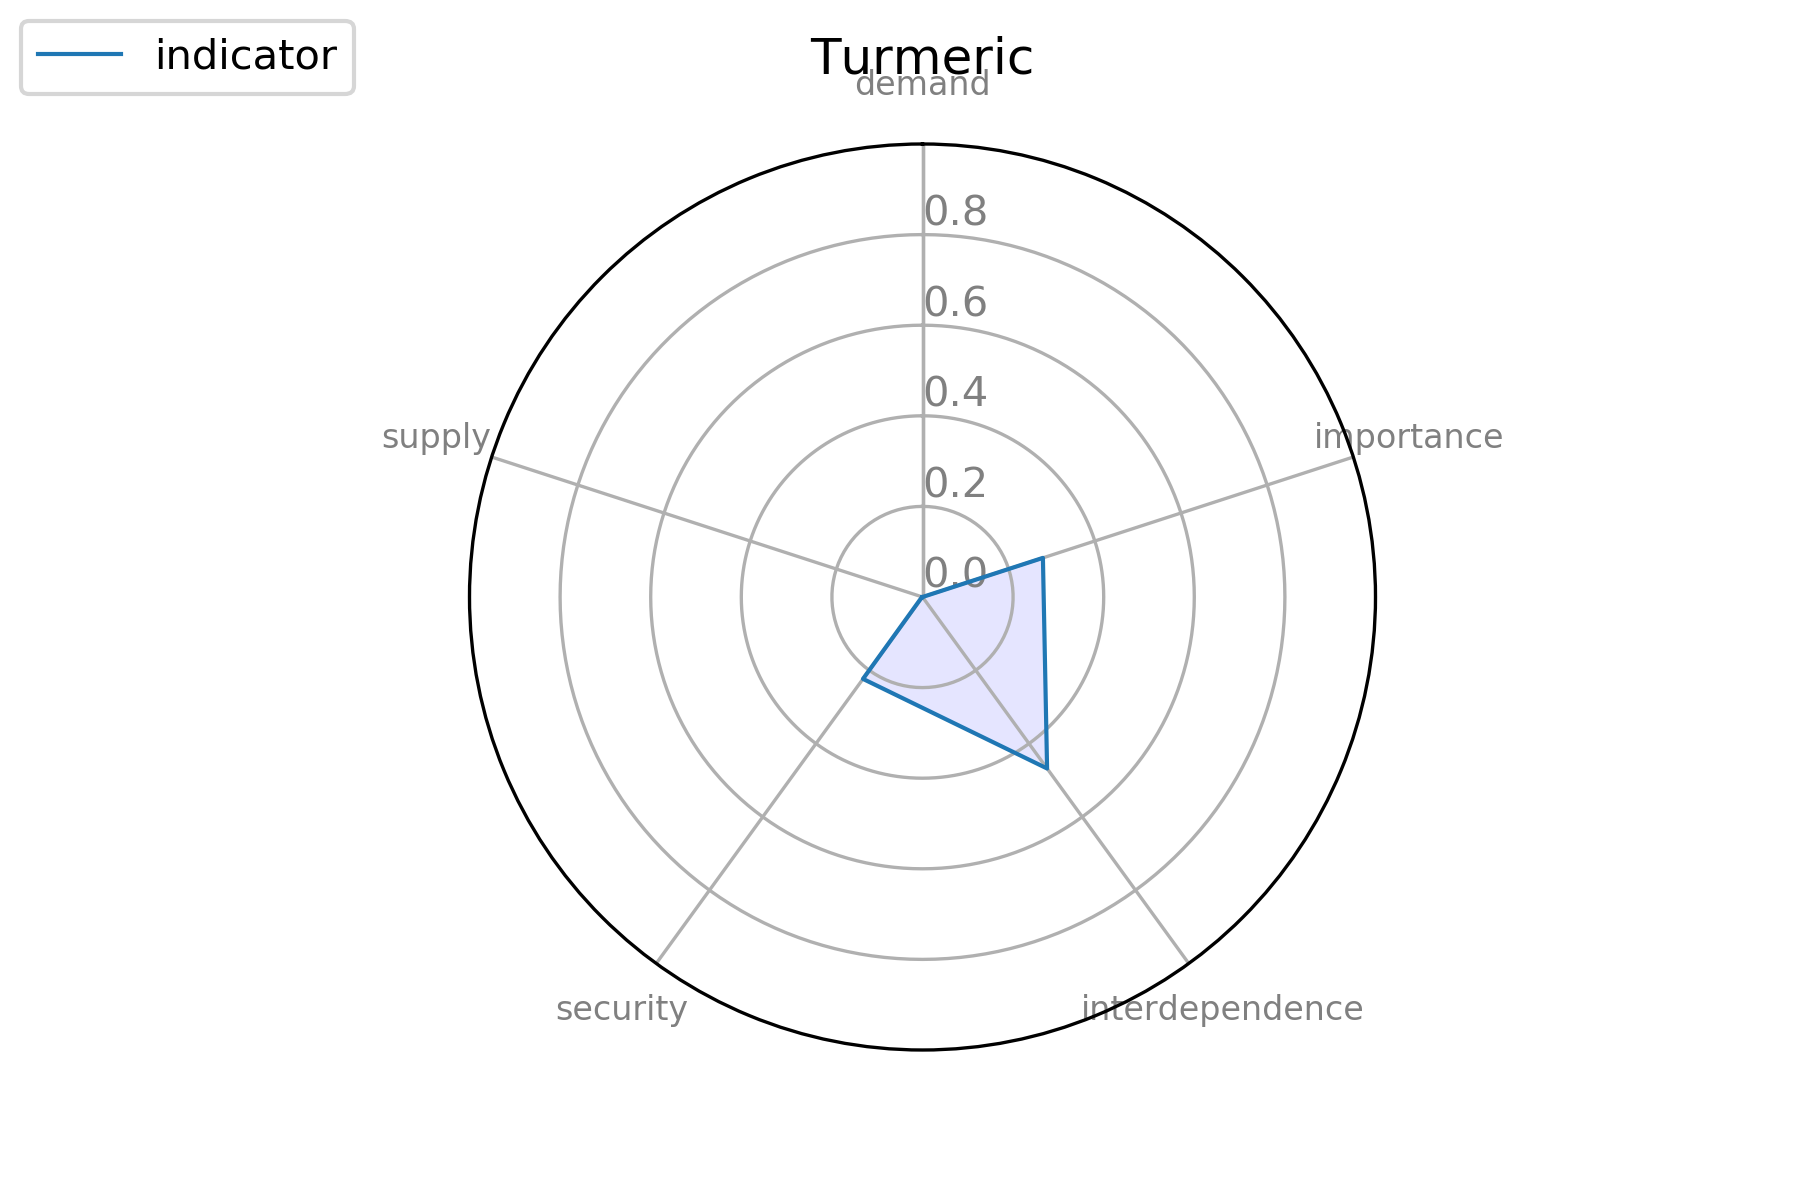 indicator
Turmeric
demand
0.8
0.6
0.4
supply
importance
0.2
0.0
security
interdependence